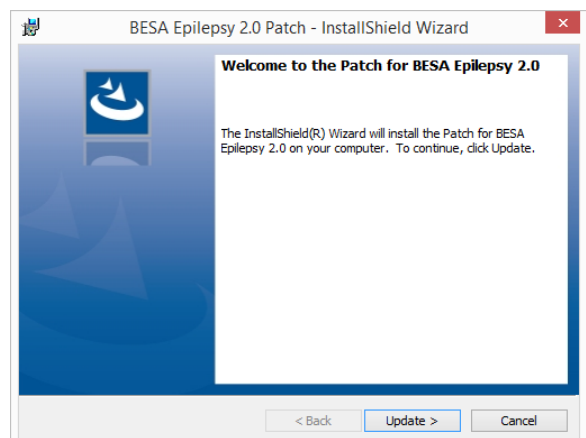 BESA Epilepsy 2.0 Patch - InstallShield Wizard
Welcome to the Patch for BESA Epilepsy 2.0
The InstallShield(R) Wizard will install the Patch for BESA
Epilepsy 2.0 on your computer. To continue, click Update.
< Back Update > Cancel